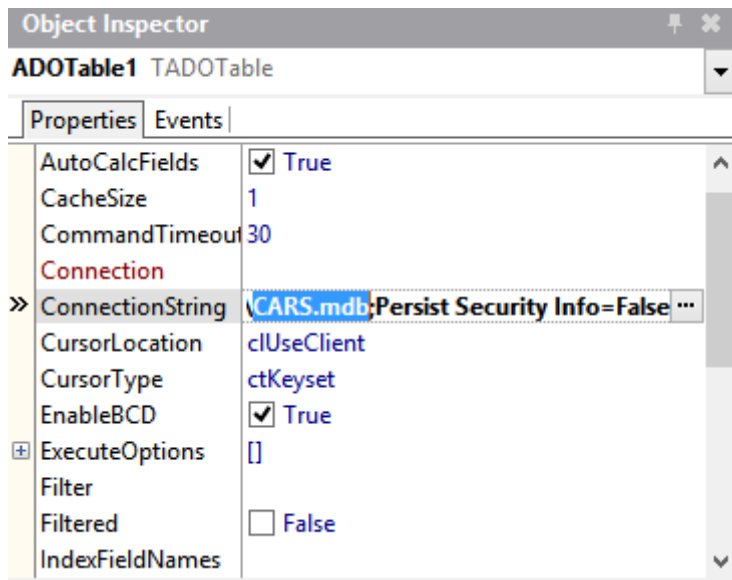 Object Inspector
ADOTable1 TADOTable
Properties Events
AutoCalcFields True
CacheSize 1
CommandTimeout 30
Connection
ConnectionString \CARS.mdb;Persist Security Info=False ...
CursorLocation clUseClient
CursorType ctKeyset
EnableBCD True
ExecuteOptions []
Filter
Filtered False
IndexFieldNames